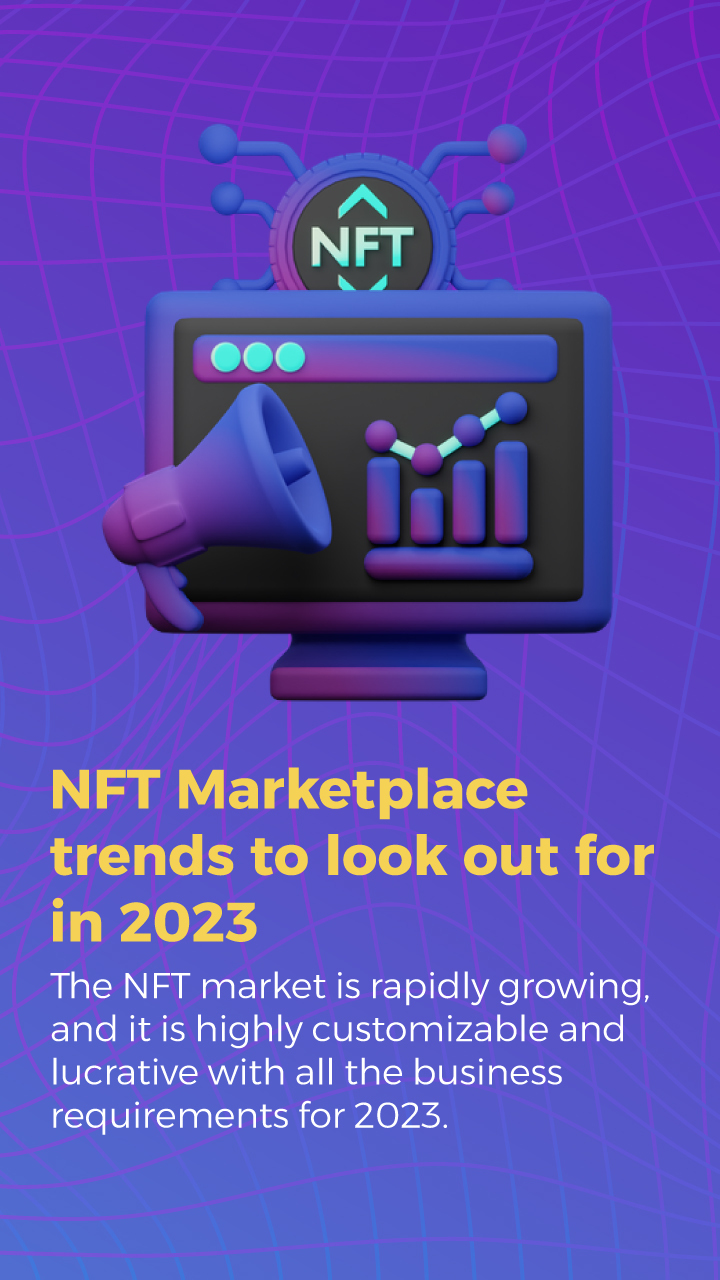 NFT
NFT Marketplace
trends to look out for
in 2023
The NFT market is rapidly growing,
and it is highly customizable and
lucrative with all the business
requirements for 2023.